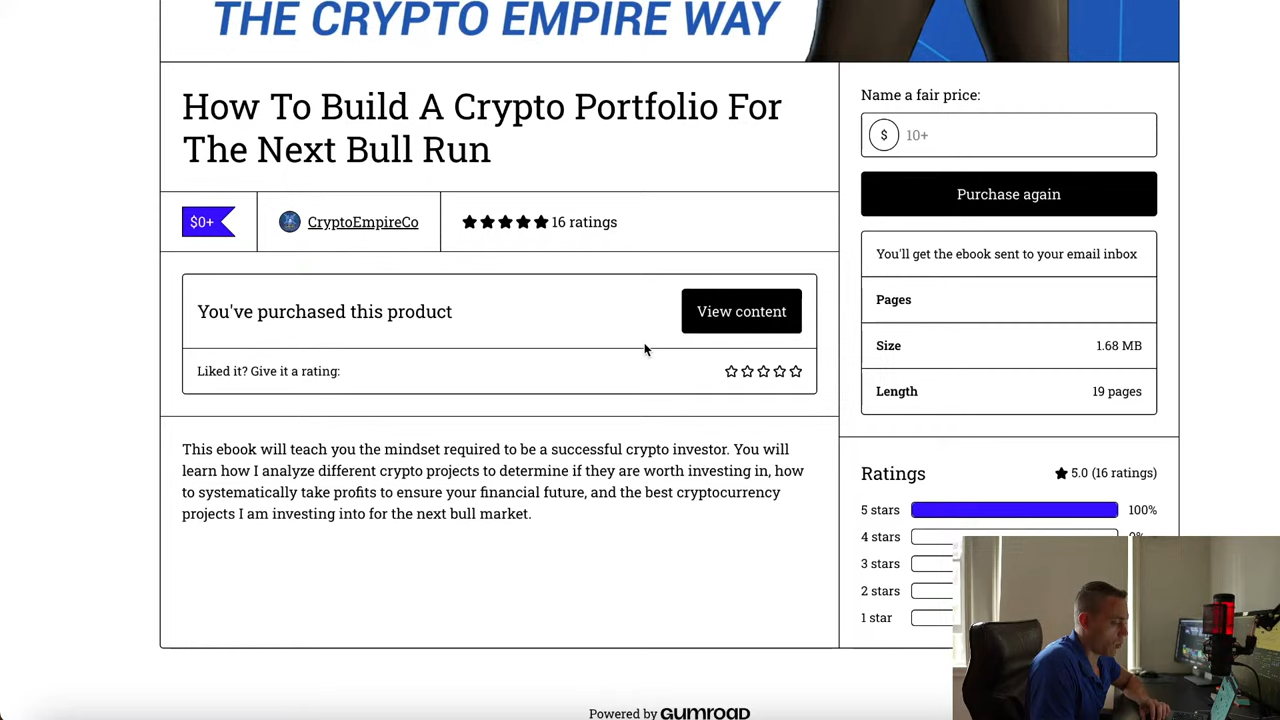 THE CRYPTO EMPIRE WAY
How To Build A Crypto Portfolio For
The Next Bull Run
$0+
CryptoEmpireCo
16 ratings
You've purchased this product
View content
Liked it? Give it a rating:
This ebook will teach you the mindset required to be a successful crypto investor. You will
learn how I analyze different crypto projects to determine if they are worth investing in, how
to systematically take profits to ensure your financial future, and the best cryptocurrency
projects I am investing into for the next bull market.
Name a fair price:
$ 10+
Purchase again
You'll get the ebook sent to your email inbox
Pages
Size 1.68 MB
Length 19 pages
Ratings 5.0 (16 ratings)
5 stars 100%
4 stars
3 stars
2 stars
1 star
Powered by GUMROAD